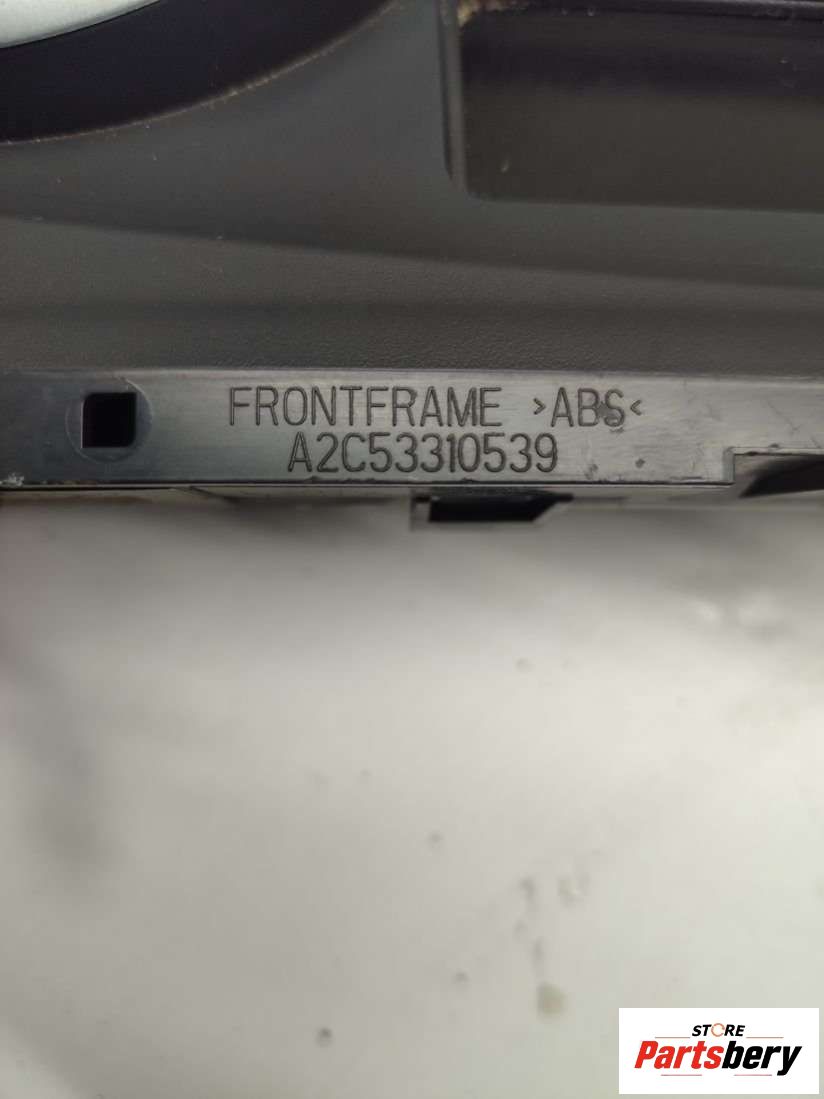 FRONTFRAME >ABS<
A2C53310539
STORE
Partsbery